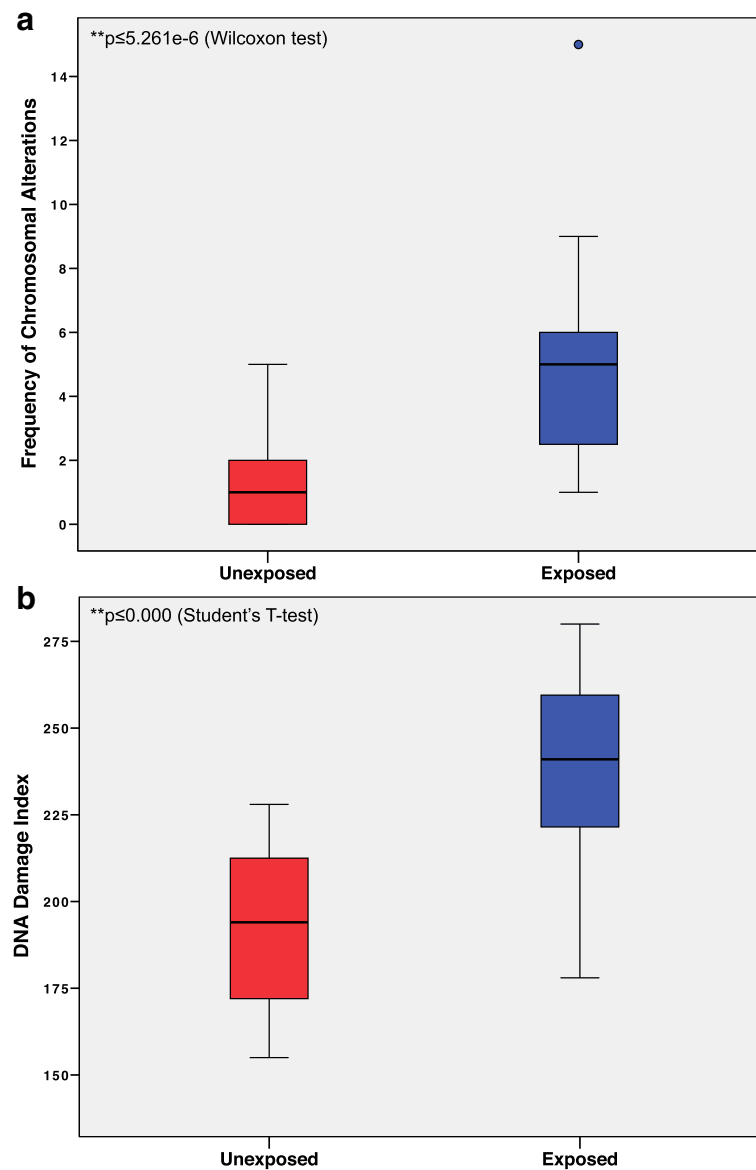 a
**p≤5.261e-6 (Wilcoxon test)
Frequency of Chromosomal Alterations
14
12
10
8
6
4
2
0
Unexposed
Exposed
b
**p≤0.000 (Student’s T-test)
DNA Damage Index
275
250
225
200
175
150
Unexposed
Exposed